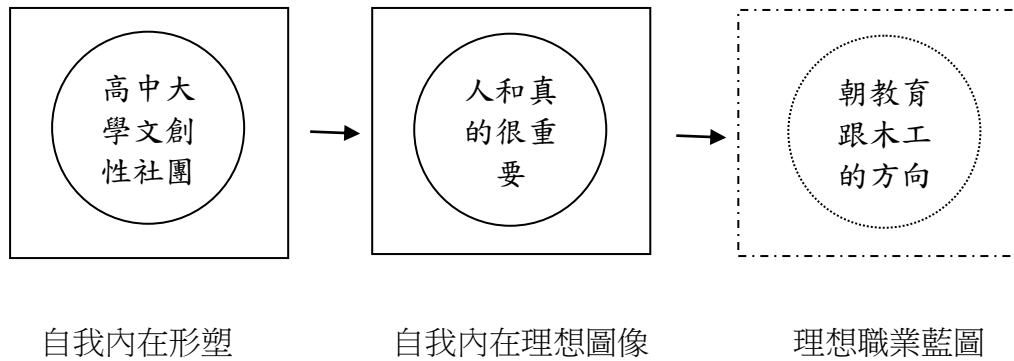 高中大
學文創
性社團
人和真
的很重
要
朝教育
跟木工
的方向
自我內在形塑
自我內在理想圖像
理想職業藍圖